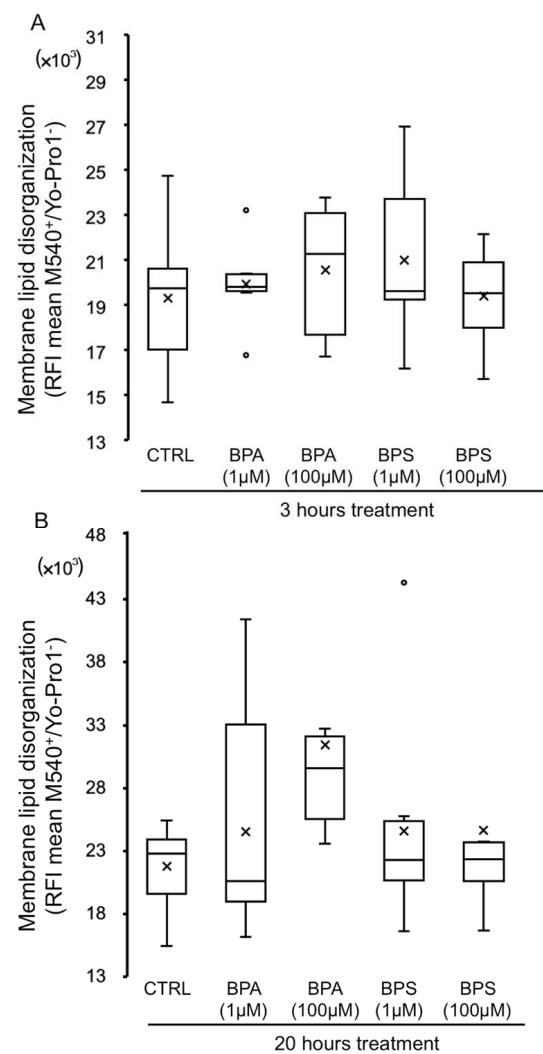 A
(×10³)
Membrane lipid disorganization
(RFI mean M540⁺/Yo-Pro1⁻)
31
29
27
25
23
21
19
17
15
13
CTRL BPA BPA BPS BPS
(1µM) (100µM) (1µM) (100µM)
3 hours treatment
B
(×10³)
Membrane lipid disorganization
(RFI mean M540⁺/Yo-Pro1⁻)
48
43
38
33
28
23
18
13
CTRL BPA BPA BPS BPS
(1µM) (100µM) (1µM) (100µM)
20 hours treatment